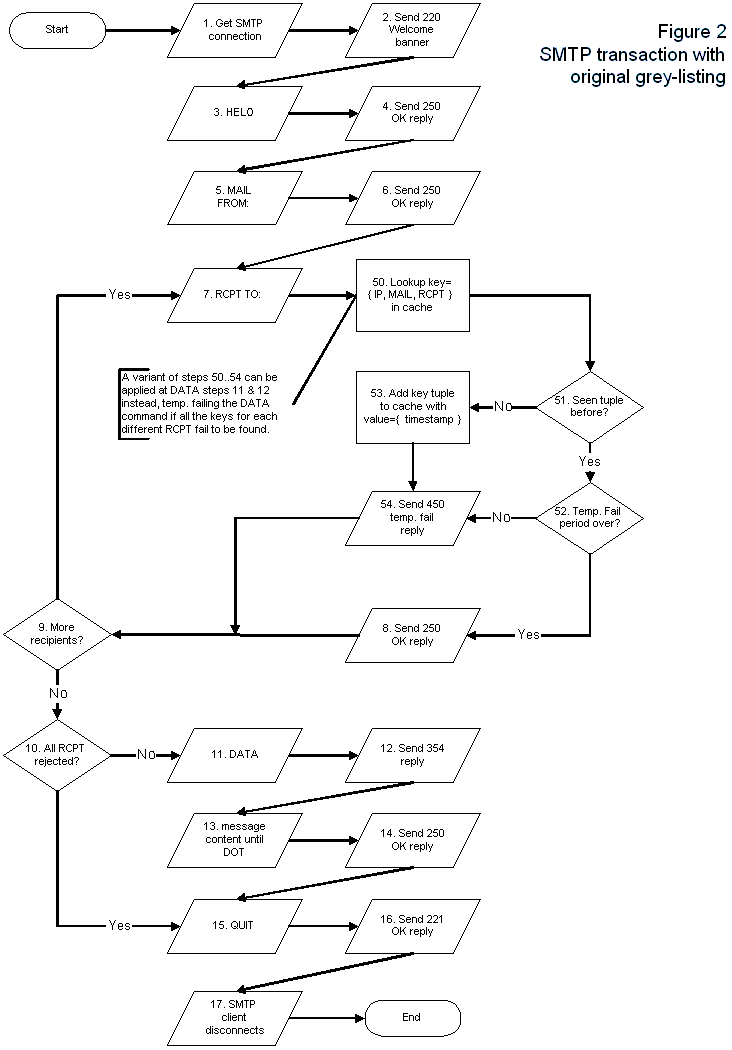 Figure 2
SMTP transaction with
original grey-listing
Start
1. Get SMTP
connection
2. Send 220
Welcome
banner
3. HELO
4. Send 250
OK reply
5. MAIL
FROM:
6. Send 250
OK reply
Yes
7. RCPT TO:
50. Lookup key=
{ IP, MAIL, RCPT }
in cache
A variant of steps 50..54 can be
applied at DATA steps 11 & 12
instead, temp. failing the DATA
command if all the keys for each
different RCPT fail to be found.
53. Add key tuple
to cache with
value={ timestamp }
No
51. Seen tuple
before?
Yes
54. Send 450
temp. fail
reply
No
52. Temp. Fail
period over?
9. More
recipients?
8. Send 250
OK reply
Yes
No
10. All RCPT
rejected?
No
11. DATA
12. Send 354
reply
13. message
content until
DOT
14. Send 250
OK reply
Yes
15. QUIT
16. Send 221
OK reply
17. SMTP
client
disconnects
End